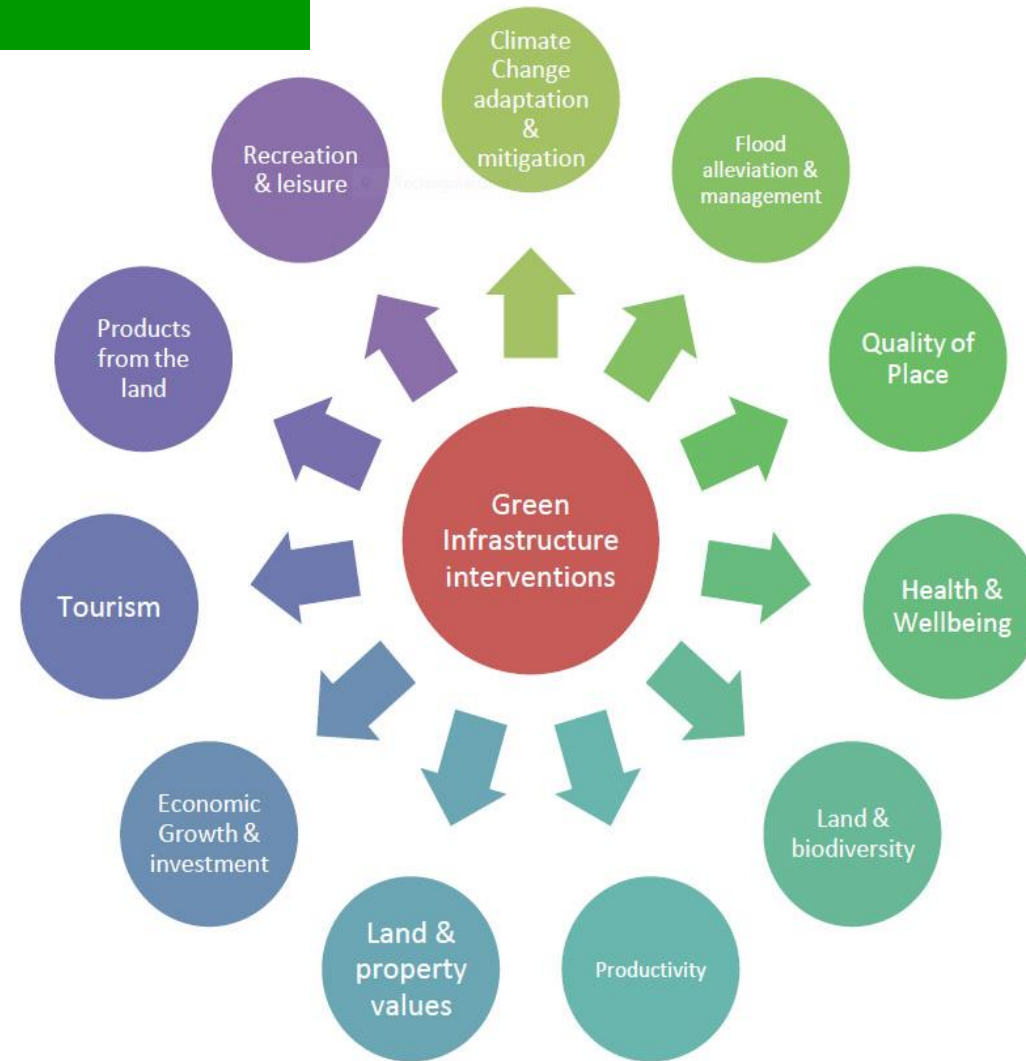 Climate
Change
adaptation
&
mitigation
Flood
alleviation &
management
Quality of
Place
Health &
Wellbeing
Land &
biodiversity
Productivity
Land &
property
values
Economic
Growth &
investment
Tourism
Products
from the
land
Recreation
& leisure
Green
Infrastructure
interventions